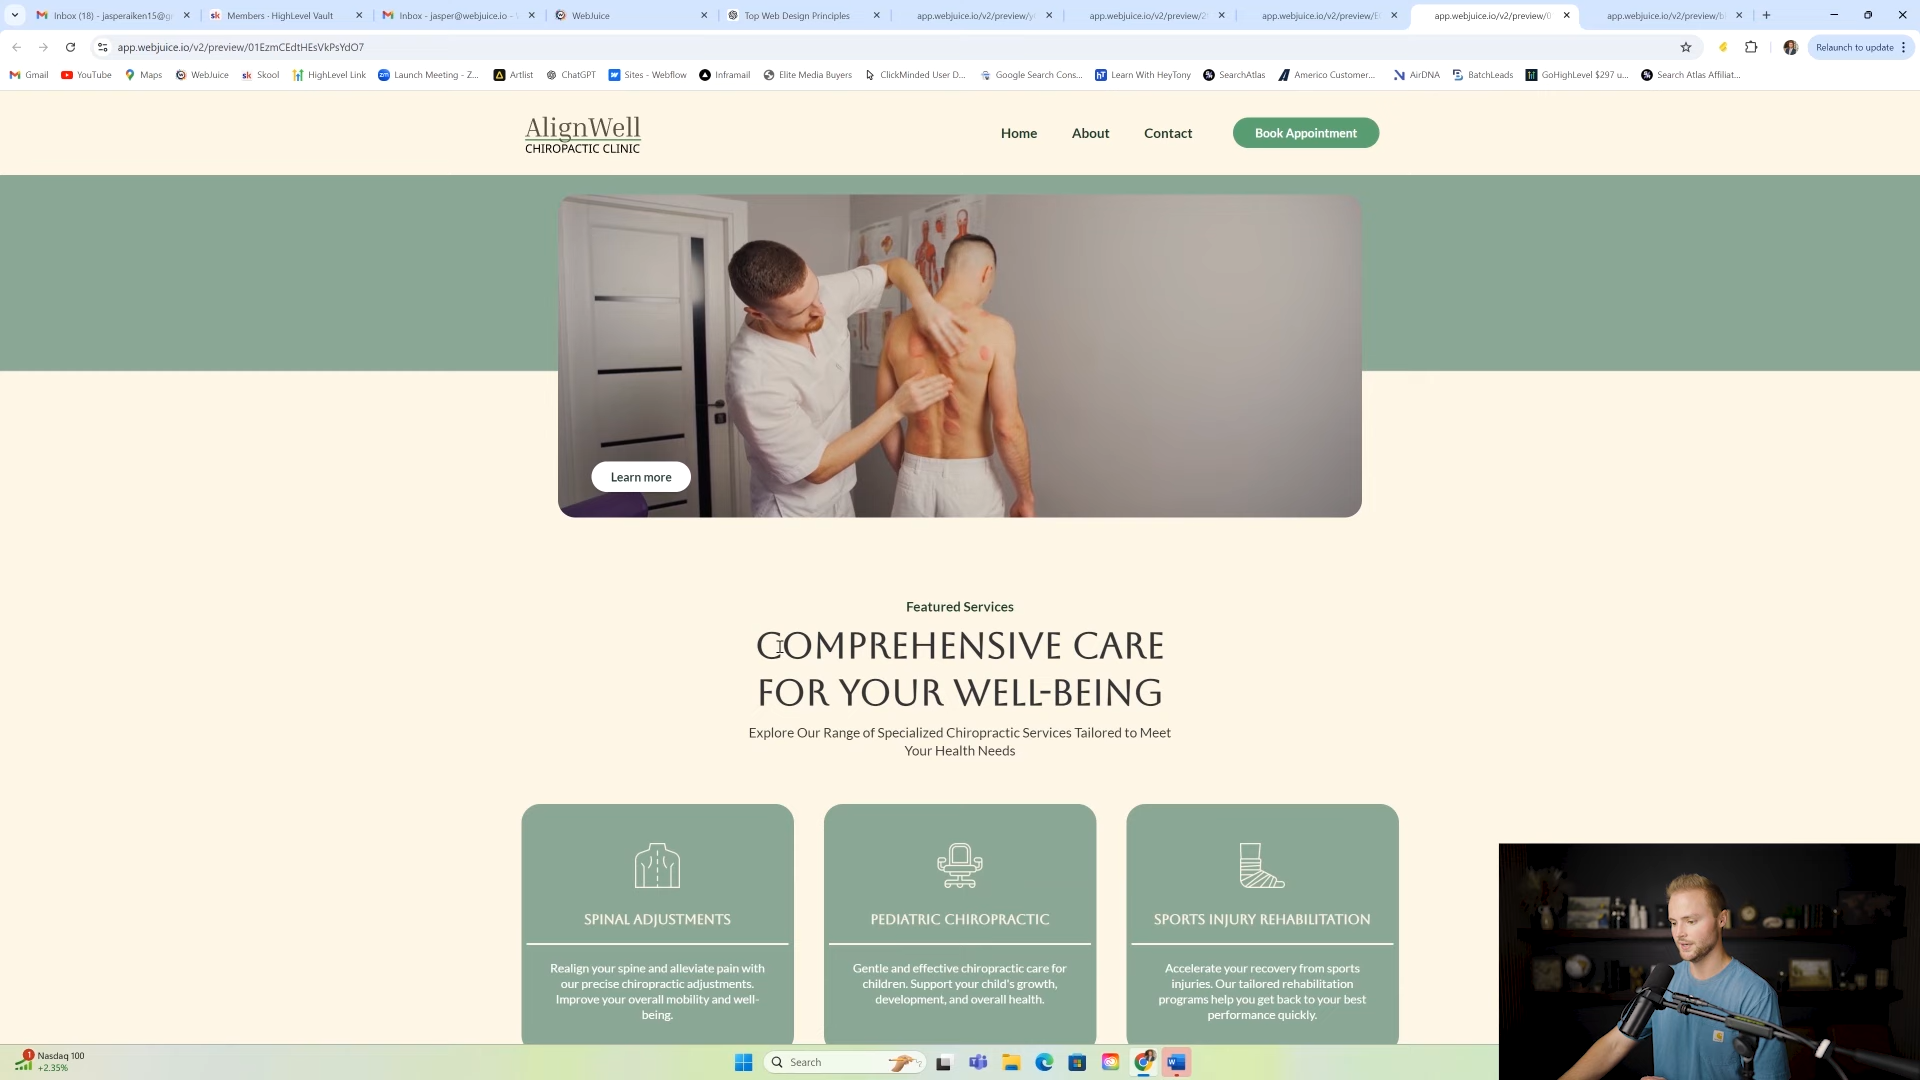 Inbox (18) - jasperaiken15@g
Members · HighLevel Vault
Inbox - jasper@webjuice.io -
WebJuice
Top Web Design Principles
app.webjuice.io/v2/preview/
app.webjuice.io/v2/preview/2
app.webjuice.io/v2/preview/E
app.webjuice.io/v2/preview/0
app.webjuice.io/v2/preview/b
app.webjuice.io/v2/preview/01EzmCEdtHEsVkPsYdO7
Relaunch to update
Gmail
YouTube
Maps
WebJuice
Skool
HighLevel Link
Launch Meeting - Z...
Artlist
ChatGPT
Sites - Webflow
Inframail
Elite Media Buyers
ClickMinded User D...
Google Search Cons...
Learn With HeyTony
SearchAtlas
Americo Customer...
AirDNA
BatchLeads
GoHighLevel $297 u...
Search Atlas Affiliat...
AlignWell
CHIROPACTIC CLINIC
Home
About
Contact
Book Appointment
Learn more
Featured Services
COMPREHENSIVE CARE
FOR YOUR WELL-BEING
Explore Our Range of Specialized Chiropractic Services Tailored to Meet
Your Health Needs
SPINAL ADJUSTMENTS
Realign your spine and alleviate pain with
our precise chiropractic adjustments.
Improve your overall mobility and well-
being.
PEDIATRIC CHIROPRACTIC
Gentle and effective chiropractic care for
children. Support your child's growth,
development, and overall health.
SPORTS INJURY REHABILITATION
Accelerate your recovery from sports
injuries. Our tailored rehabilitation
programs help you get back to your best
performance quickly.
1
Nasdaq 100
+2.35%
Search